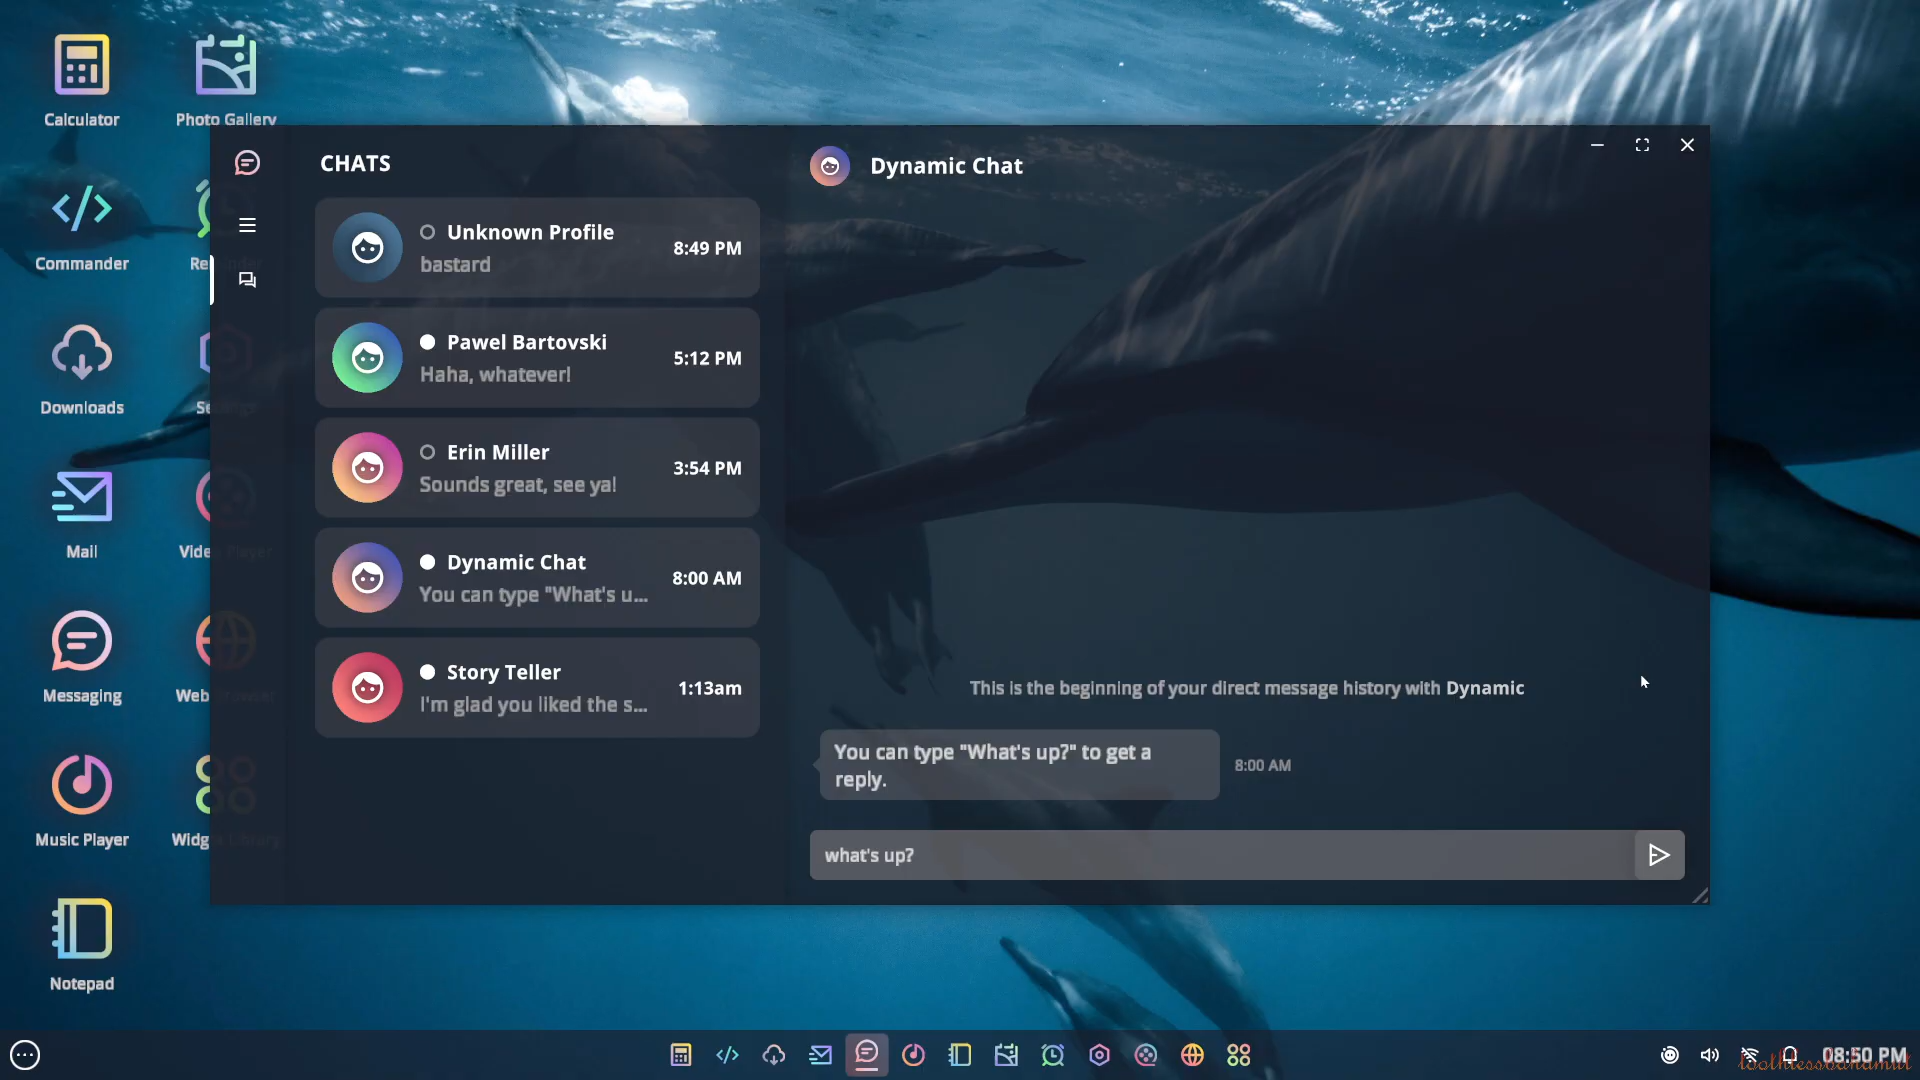 Calculator
Photo Gallery
Commander
Downloads
Mail
Messaging
Music Player
Notepad
CHATS
Unknown Profile
bastard
8:49 PM
Pawel Bartovski
Haha, whatever!
5:12 PM
Erin Miller
Sounds great, see ya!
3:54 PM
Dynamic Chat
You can type "What's u...
8:00 AM
Story Teller
I'm glad you liked the s...
1:13am
Dynamic Chat
This is the beginning of your direct message history with Dynamic
You can type "What's up?" to get a
reply.
8:00 AM
what's up?
08:50 PM
toothlessbahamut